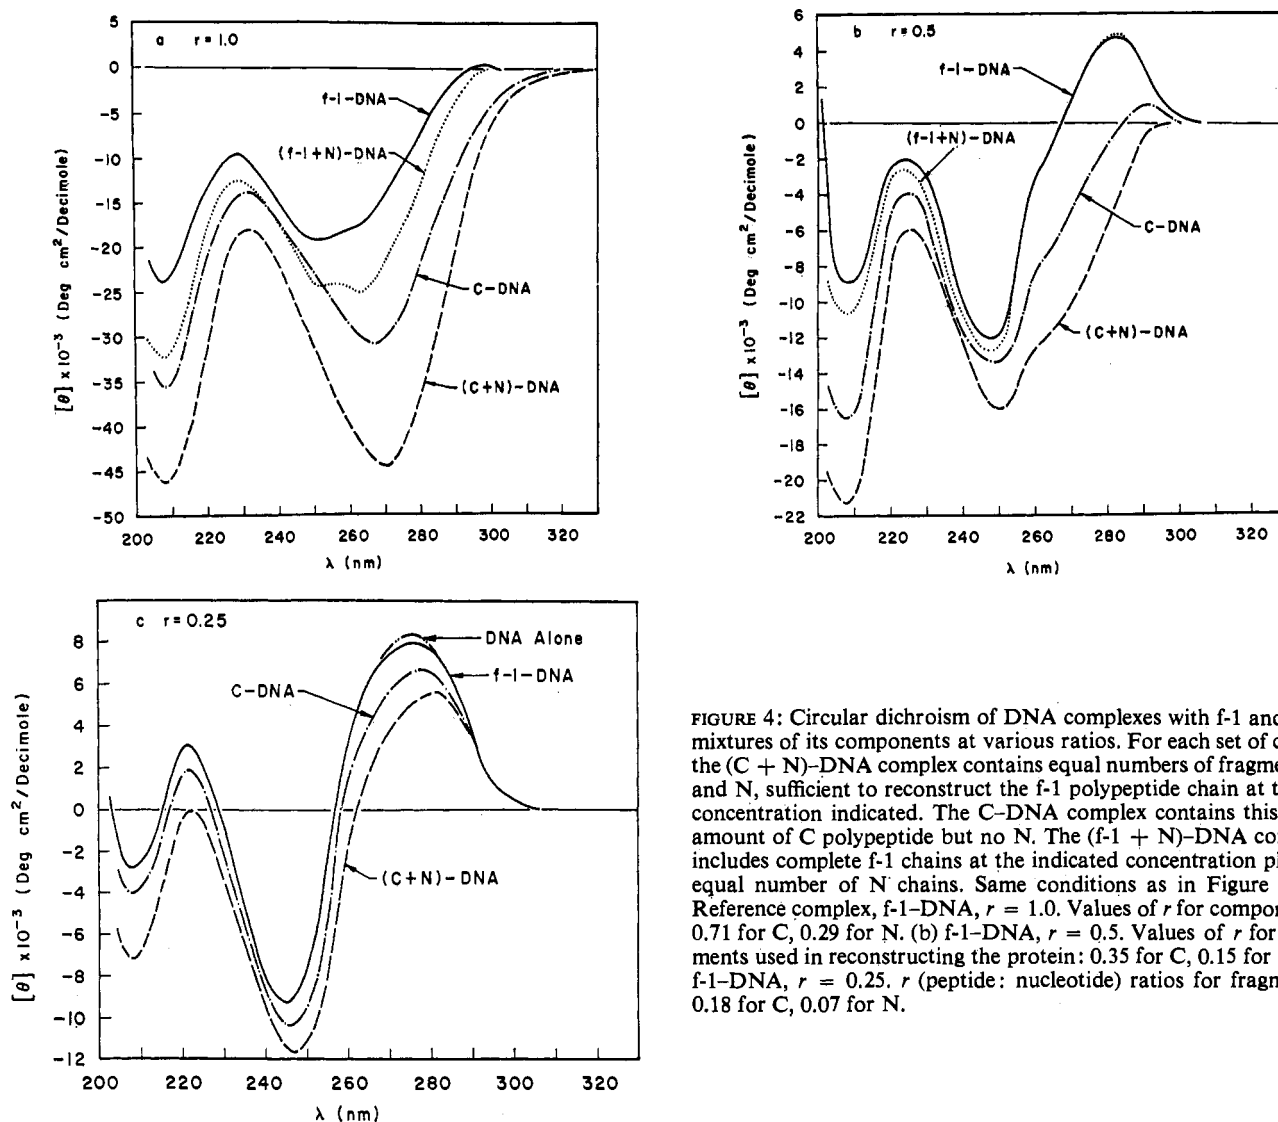 a r = 1.0
5
0
-5
-10
-15
-20
-25
-30
-35
-40
-45
-50
[θ] x 10⁻³ (Deg cm²/Decimole)
f-1-DNA
(f-1+N)-DNA
C-DNA
(C+N)-DNA
200 220 240 260 280 300 320
λ (nm)
b r = 0.5
6
4
2
0
-2
-4
-6
-8
-10
-12
-14
-16
-18
-20
-22
[θ] x 10⁻³ (Deg cm²/Decimole)
f-1-DNA
(f-1+N)-DNA
C-DNA
(C+N)-DNA
200 220 240 260 280 300 320
λ (nm)
c r = 0.25
8
6
4
2
0
-2
-4
-6
-8
-10
-12
[θ] x 10⁻³ (Deg cm²/Decimole)
DNA Alone
f-1-DNA
C-DNA
(C+N)-DNA
200 220 240 260 280 300 320
λ (nm)
FIGURE 4: Circular dichroism of DNA complexes with f-1 and
mixtures of its components at various ratios. For each set of
the (C + N)–DNA complex contains equal numbers of
and N, sufficient to reconstruct the f-1 polypeptide chain at
concentration indicated. The C–DNA complex contains this
amount of C polypeptide but no N. The (f-1 + N)–DNA
includes complete f-1 chains at the indicated concentration
equal number of N chains. Same conditions as in Figure
Reference complex, f-1–DNA, r = 1.0. Values of r for
0.71 for C, 0.29 for N. (b) f-1–DNA, r = 0.5. Values of r for
ments used in reconstructing the protein: 0.35 for C, 0.15 for
f-1–DNA, r = 0.25. r (peptide: nucleotide) ratios for
0.18 for C, 0.07 for N.